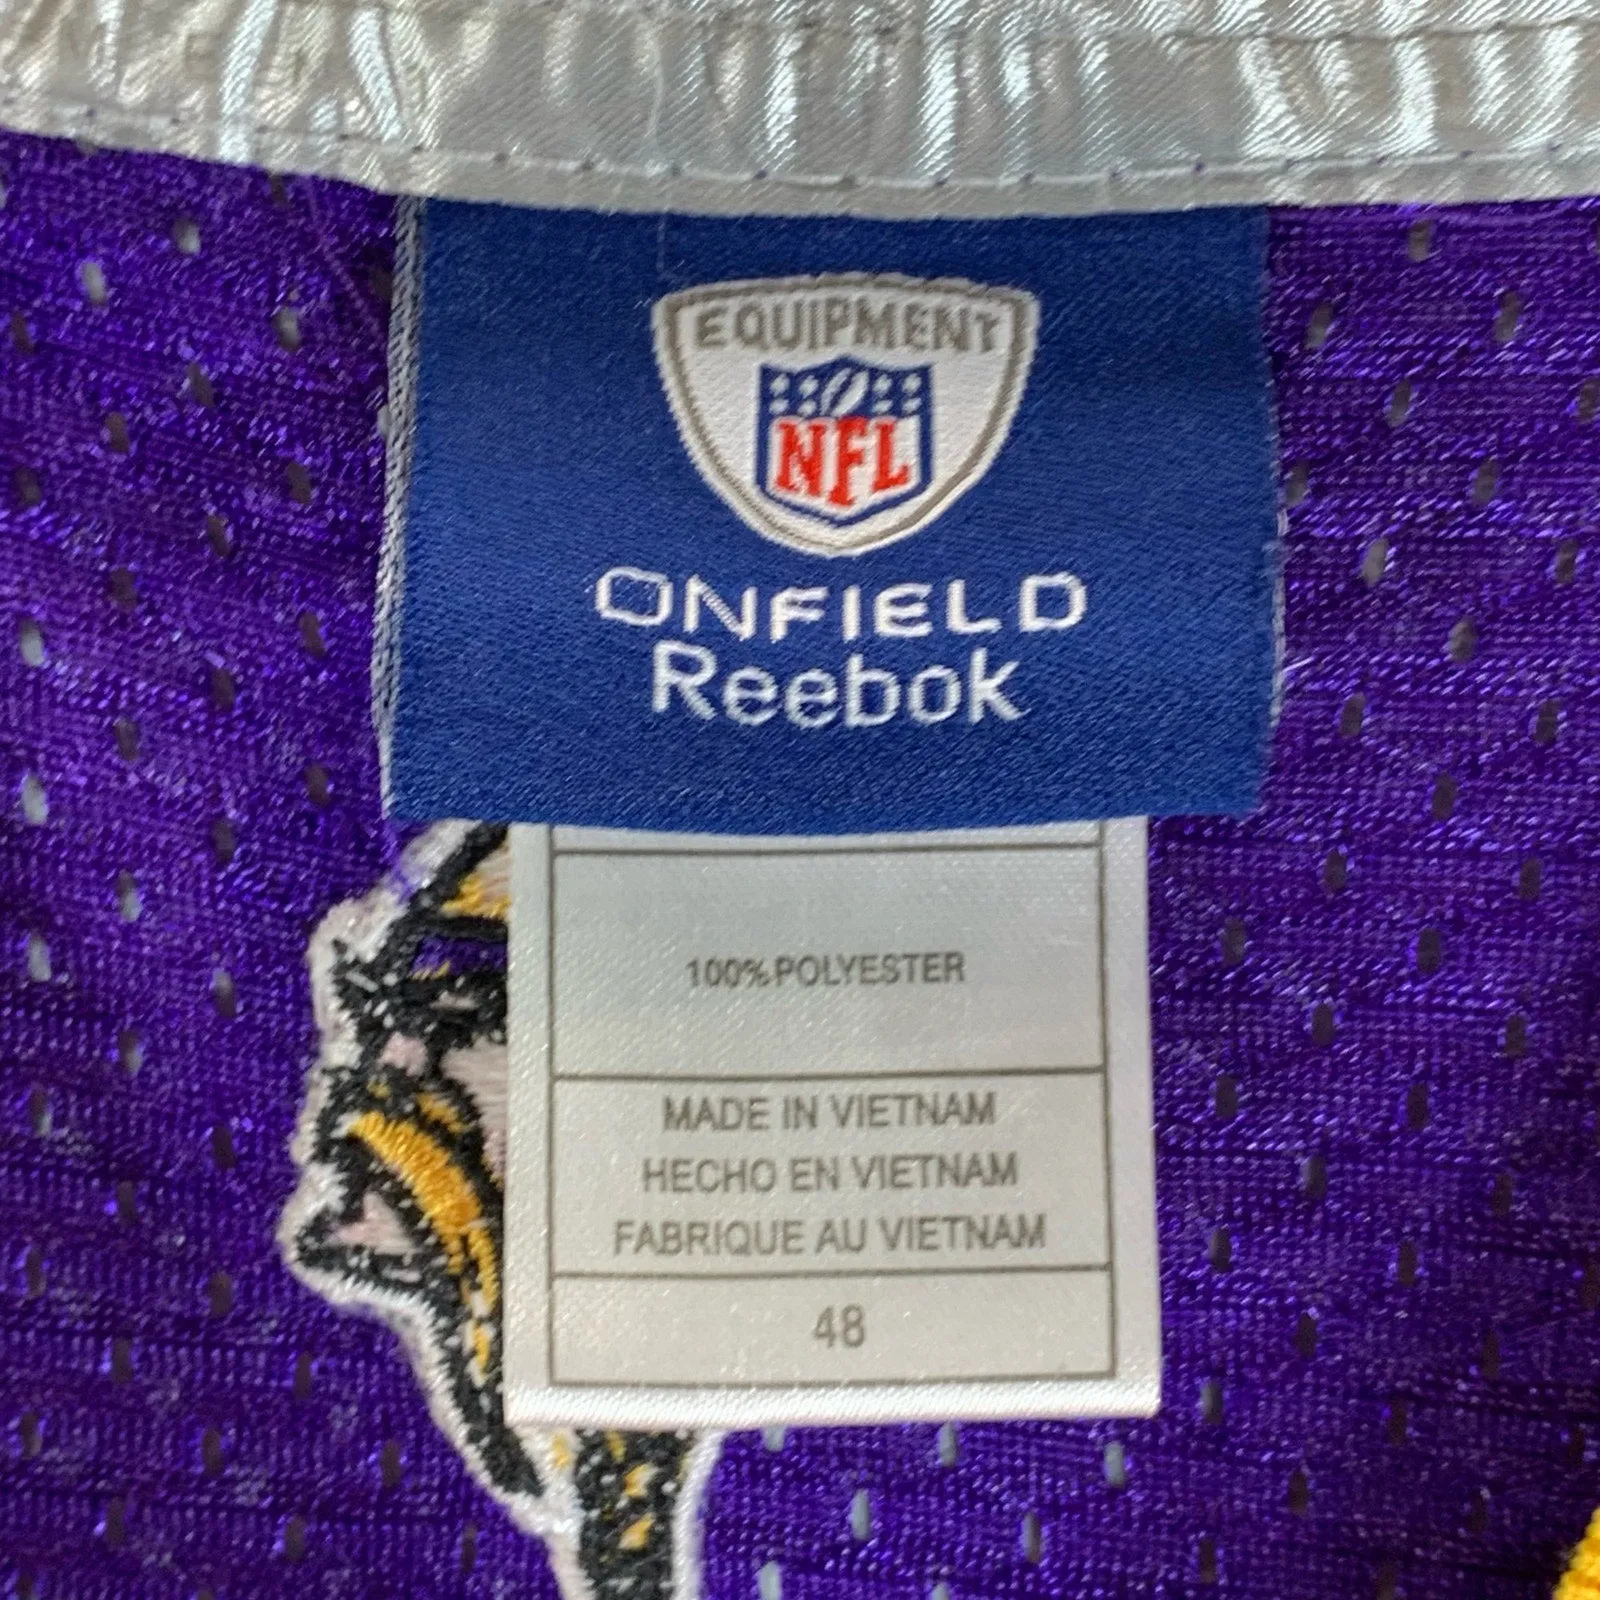 EQUIPMENT
NFL
ONFIELD
Reebok
100%POLYESTER
MADE IN VIETNAM
HECHO EN VIETNAM
FABRIQUE AU VIETNAM
48